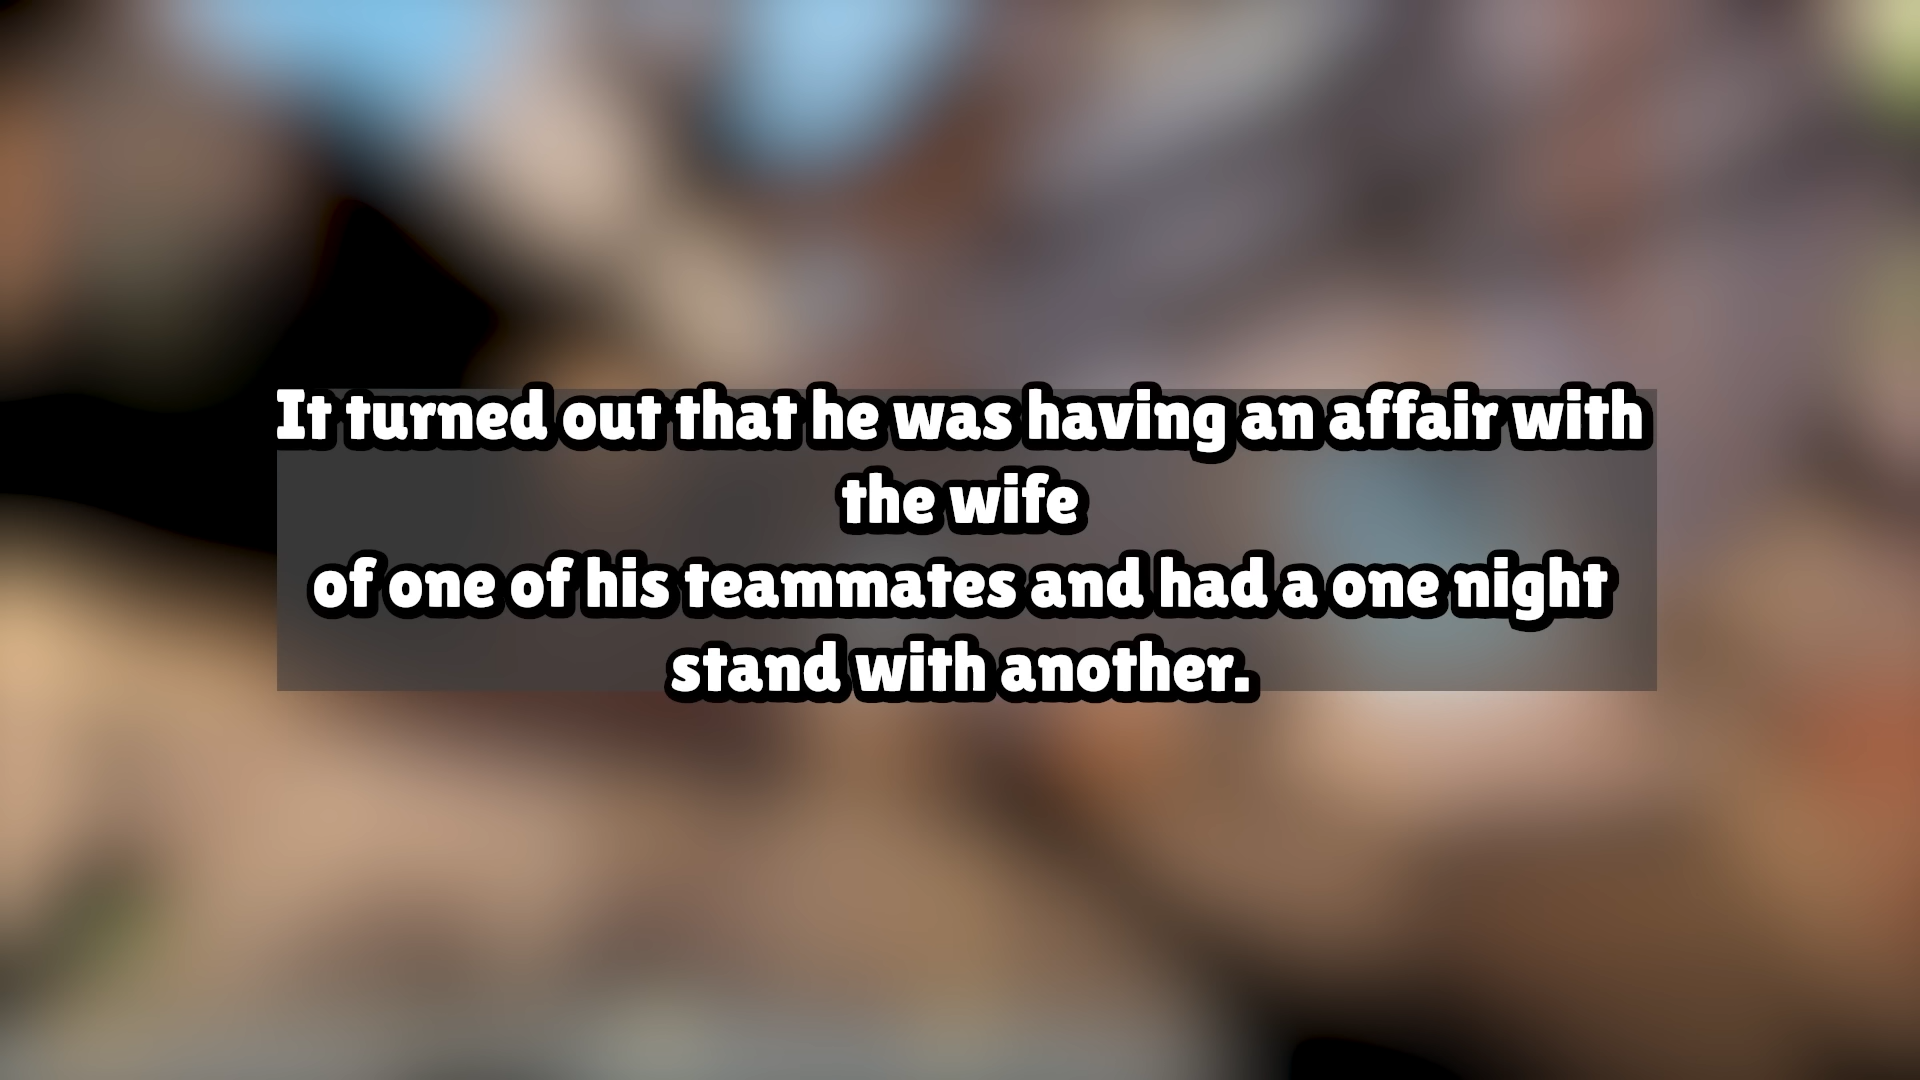 It turned out that he was having an affair with
the wife
of one of his teammates and had a one night
stand with another.